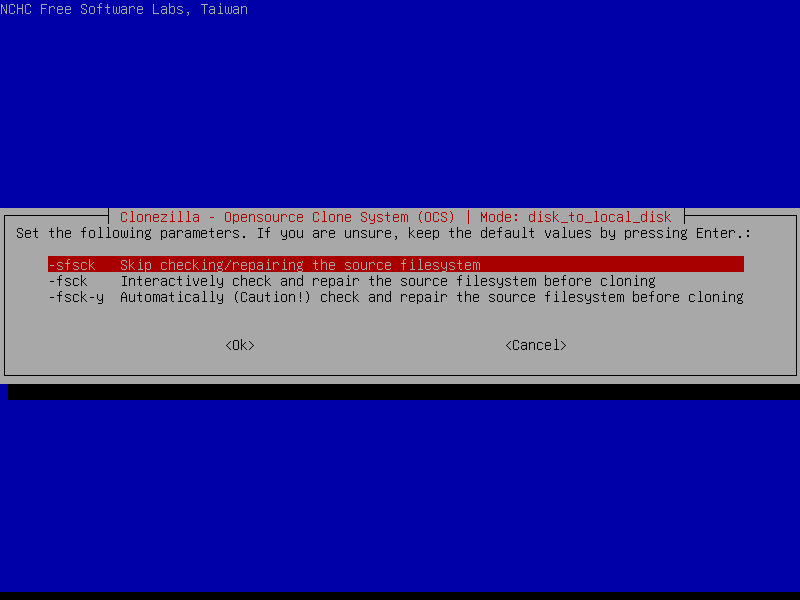 NCHC Free Software Labs, Taiwan
Clonezilla - Opensource Clone System (OCS) | Mode: disk_to_local_disk
Set the following parameters. If you are unsure, keep the default values by pressing Enter.:
-sfsck   Skip checking/repairing the source filesystem
-fsck    Interactively check and repair the source filesystem before cloning
-fsck-y  Automatically (Caution!) check and repair the source filesystem before cloning
<Ok>    <Cancel>